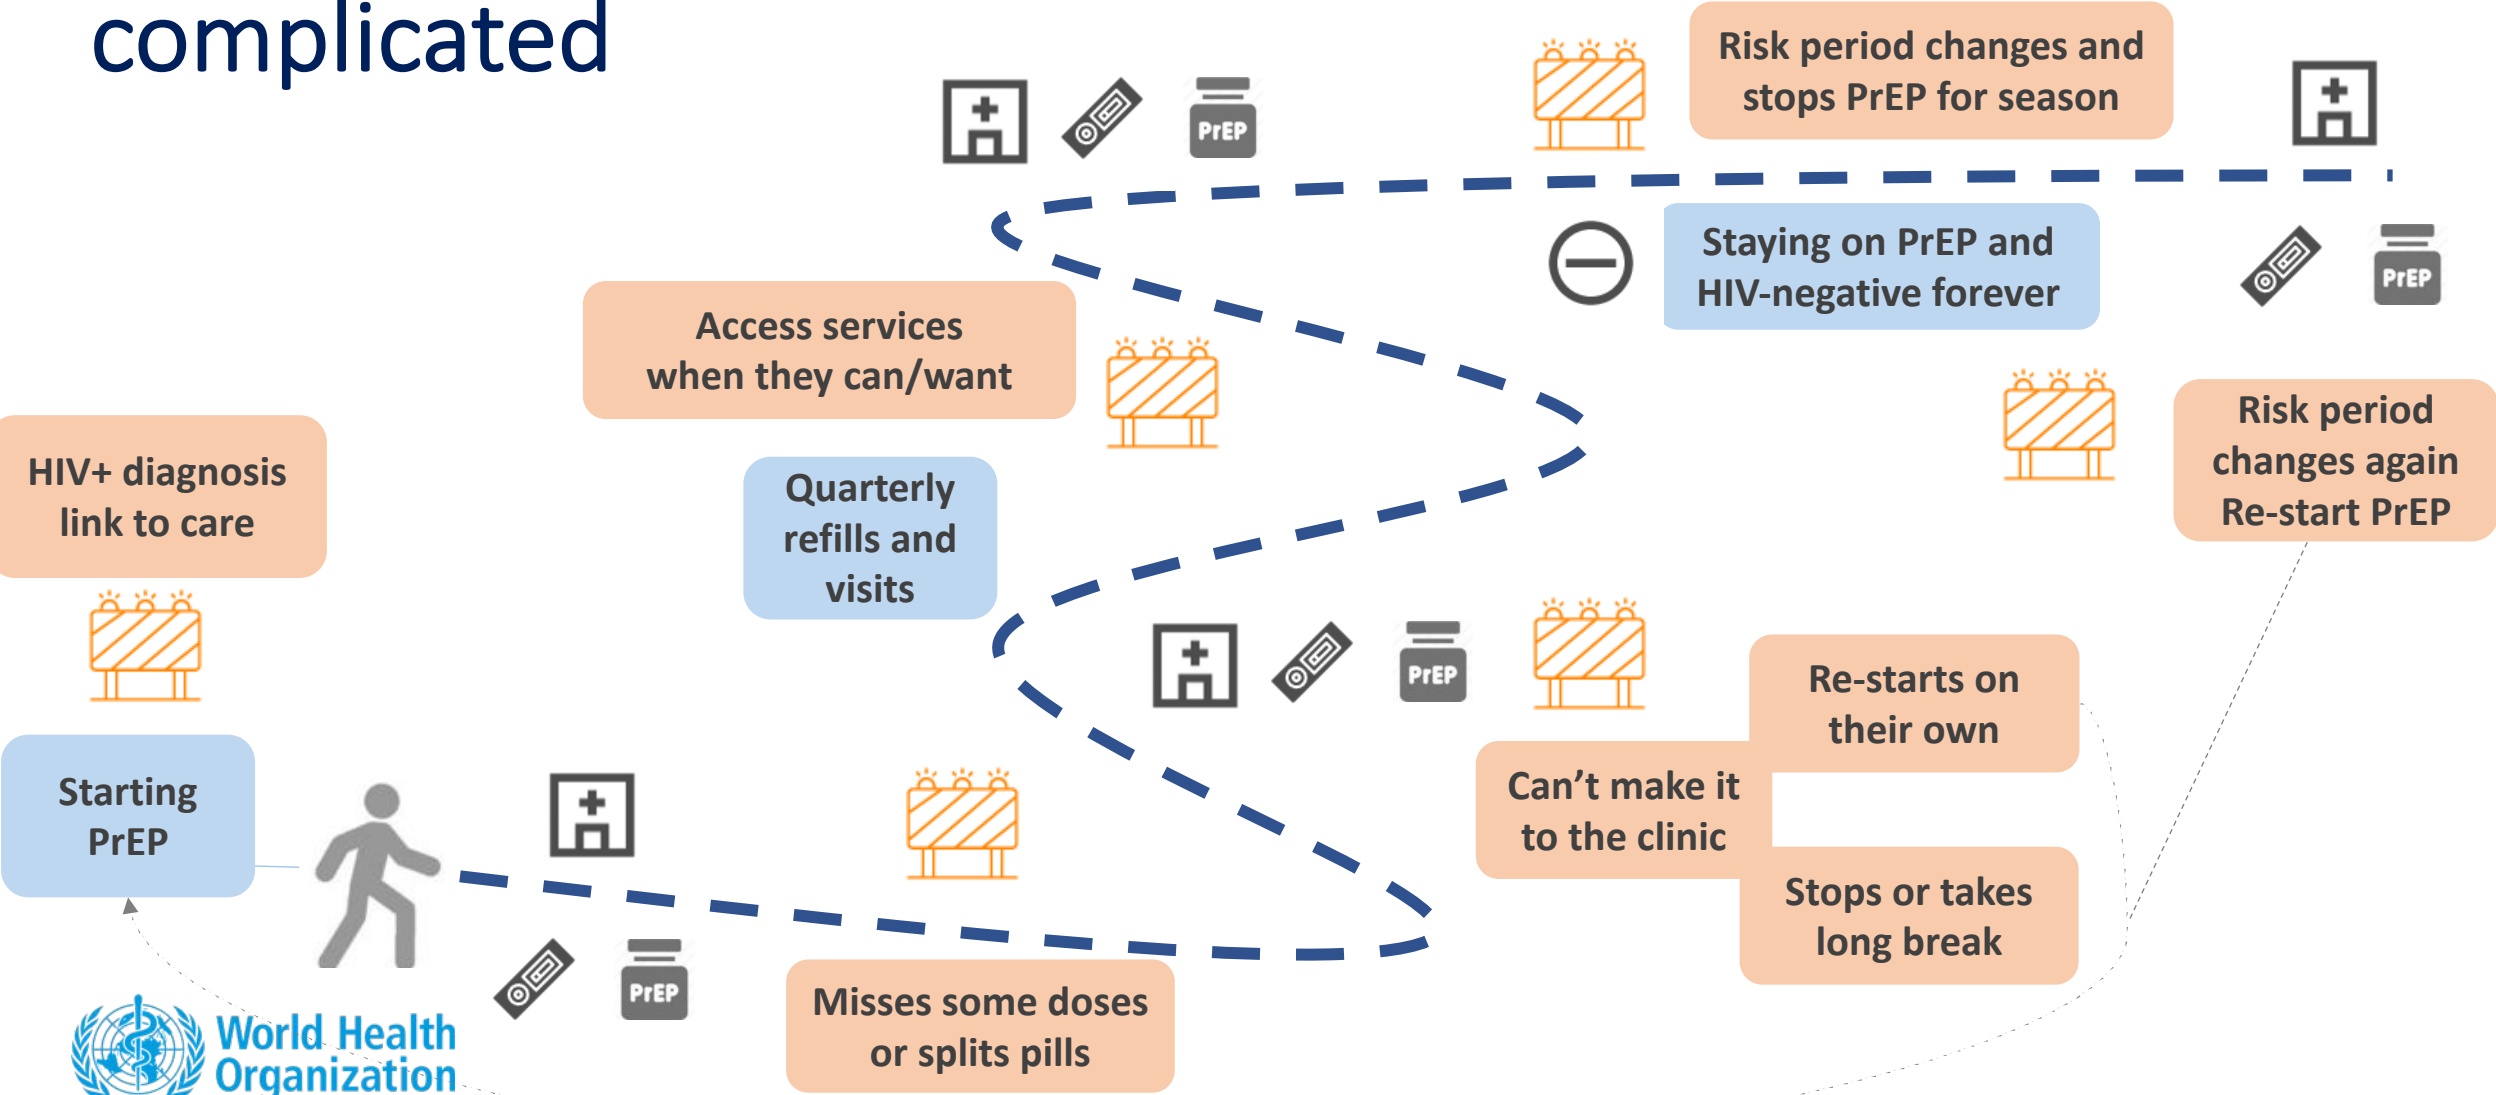 complicated
Risk period changes and
stops PrEP for season
PrEP
Staying on PrEP and
HIV-negative forever
PrEP
Access services
when they can/want
Risk period
changes again
Re-start PrEP
HIV+ diagnosis
link to care
Quarterly
refills and
visits
PrEP
Re-starts on
their own
Starting
PrEP
Can’t make it
to the clinic
Stops or takes
long break
PrEP
Misses some doses
or splits pills
World Health
Organization